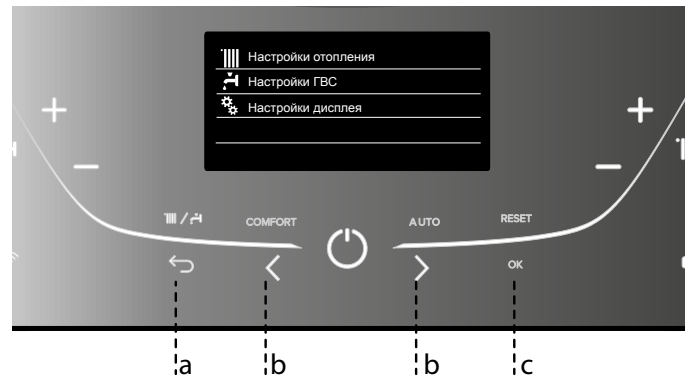 Настройки отопления
Настройки ГВС
Настройки дисплея
COMFORT
AUTO
RESET
OK
a
b
b
c